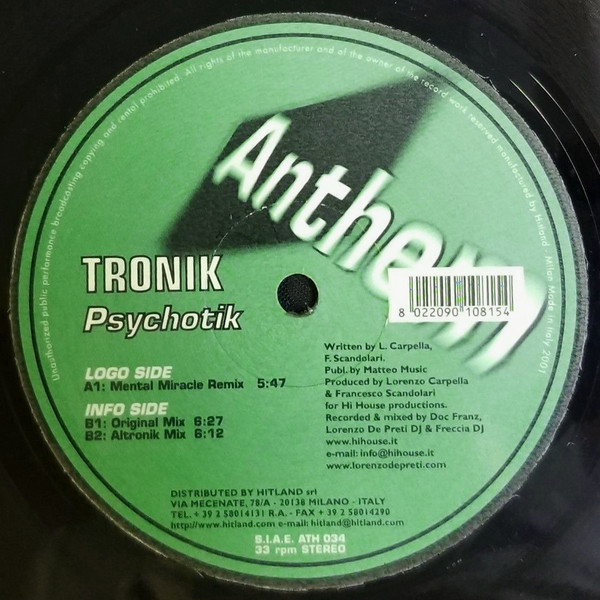 Unauthorized public performance broadcasting copying and rental prohibited. All rights of the manufacturer and of the owner of the record work reserved manufactured by Hitland - Milan Made in Italy 2001
Anthem
TRONIK
Psychotik
8 022090 108154
LOGO SIDE
A1: Mental Miracle Remix 5:47
INFO SIDE
B1: Original Mix 6:27
B2: Altronik Mix 6:12
Written by L. Carpella,
F. Scandolari.
Publ. by Matteo Music
Produced by Lorenzo Carpella
& Francesco Scandolari
for Hi House productions.
Recorded & mixed by Doc Franz,
Lorenzo De Preti DJ & Freccia DJ
www.hihouse.it
e-mail: info@hihouse.it
www.lorenzodepreti.com
DISTRIBUTED BY HITLAND srl
VIA MECENATE, 78/A - 20138 MILANO - ITALY
TEL. + 39 2 58014131 R.A. - FAX + 39 2 58014290
http://www.hitland.com e-mail: hitland@hitland.com
S.I.A.E. ATH 034
33 rpm STEREO